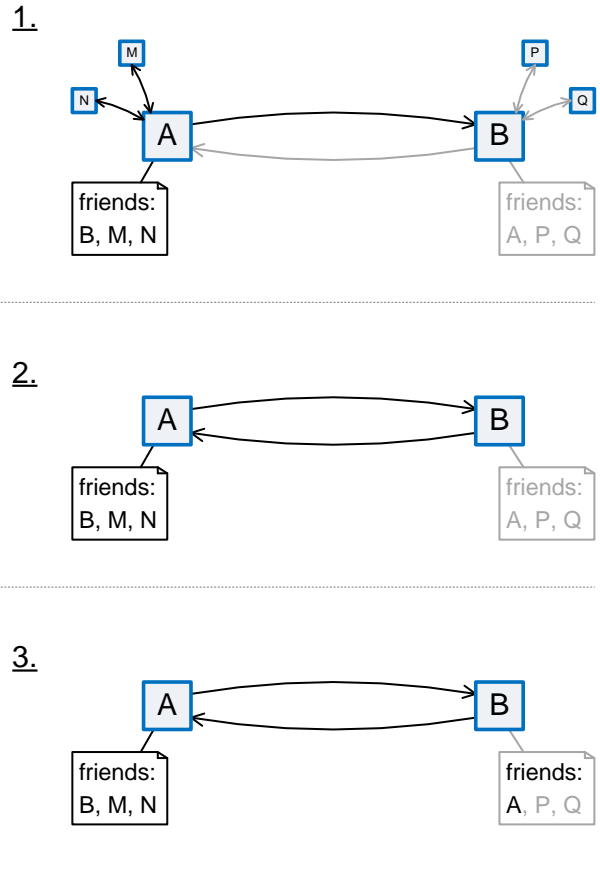 1.
M
P
N
Q
A
B
friends:
B, M, N
friends:
A, P, Q
2.
A
B
friends:
B, M, N
friends:
A, P, Q
3.
A
B
friends:
B, M, N
friends:
A, P, Q